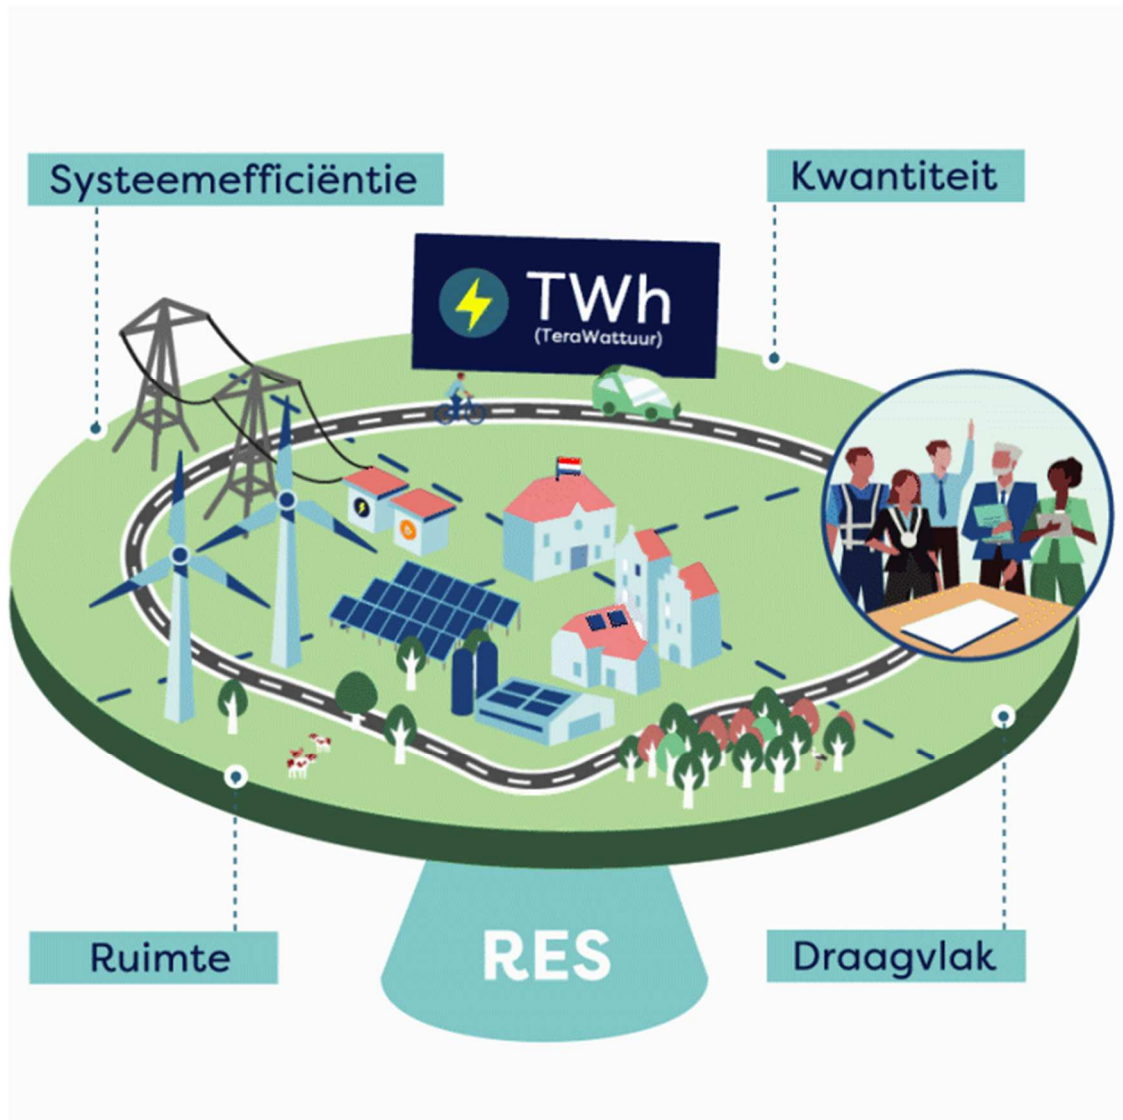 Systeemefficiëntie
Kwantiteit
TWh
(TeraWattuur)
Ruimte
RES
Draagvlak